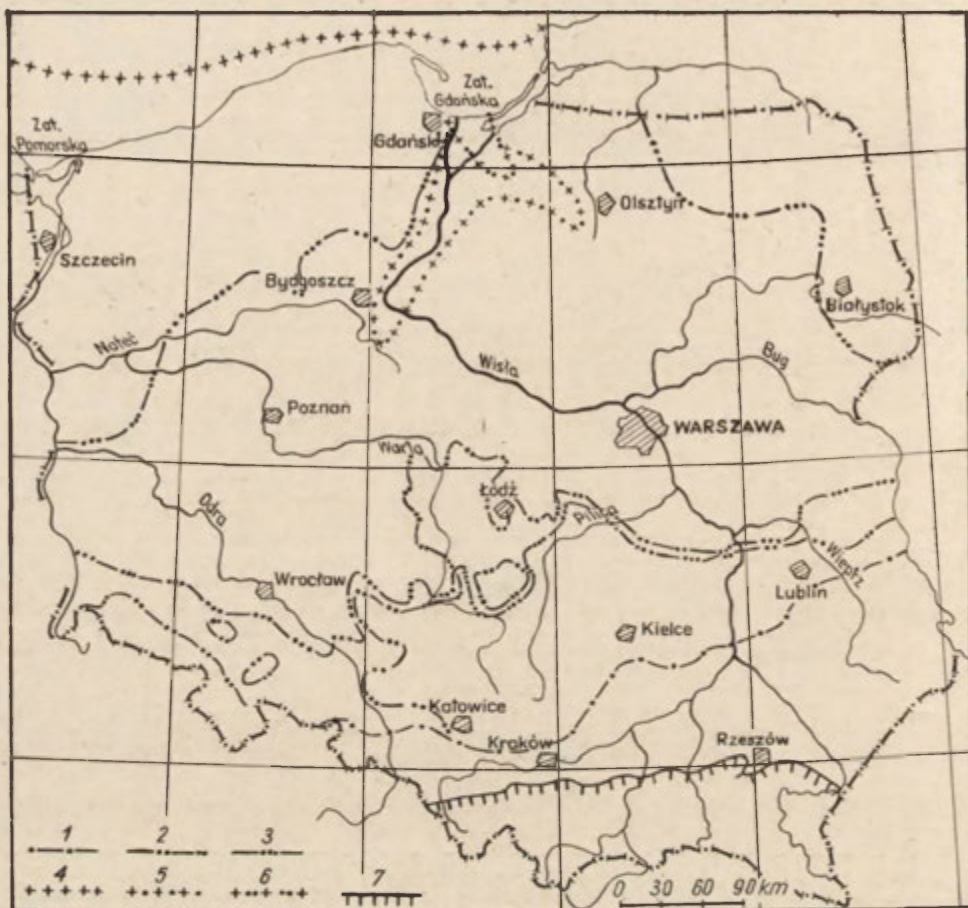 Zat.
Gdańska
Gdańsk
Zat.
Pomorska
Olsztyn
Szczecin
Bydgoszcz
Białystok
Noteć
Wisła
Bug
Poznań
WARSZAWA
Warta
Łódź
Odra
Pilica
Wrocław
Wieprz
Lublin
Kielce
Katowice
Kraków
Rzeszów
1 2 3
4 5 6 7
0 30 60 90 km